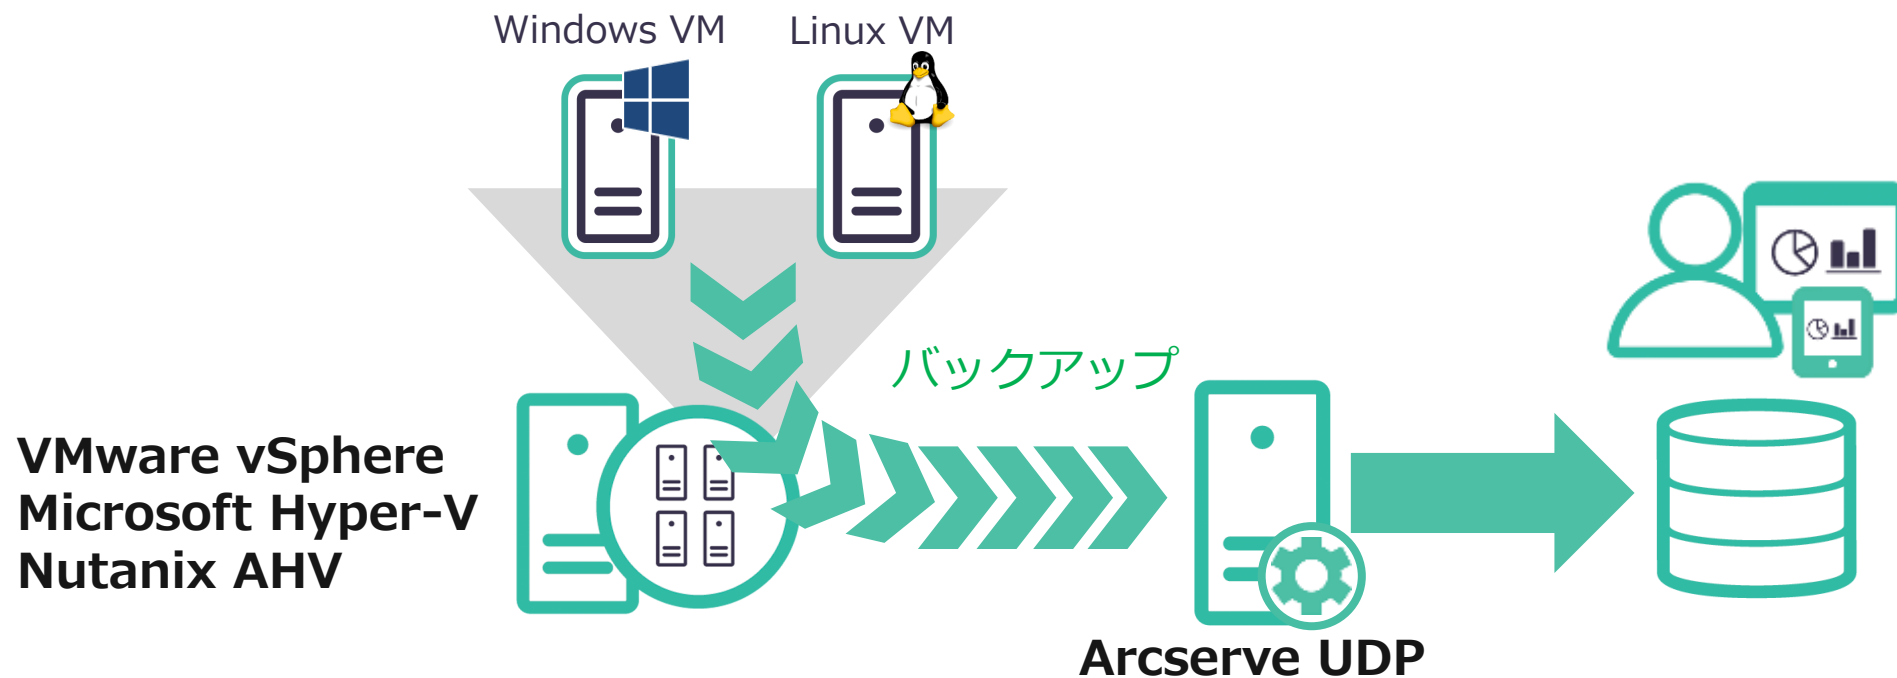 Windows VM
Linux VM
バックアップ
VMware vSphere
Microsoft Hyper-V
Nutanix AHV
Arcserve UDP